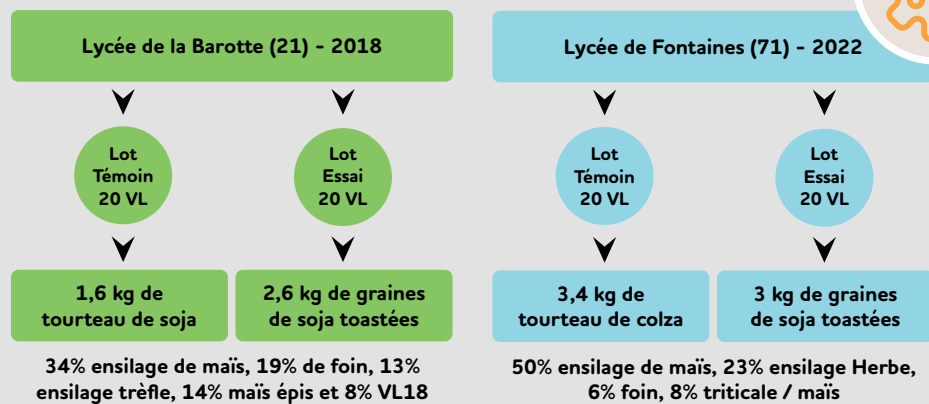 Lycée de la Barotte (21) - 2018
Lot
Témoin
20 VL
Lot
Essai
20 VL
1,6 kg de
tourteau de soja
2,6 kg de graines
de soja toastées
34% ensilage de maïs, 19% de foin, 13%
ensilage trèfle, 14% maïs épis et 8% VL18
Lycée de Fontaines (71) - 2022
Lot
Témoin
20 VL
Lot
Essai
20 VL
3,4 kg de
tourteau de colza
3 kg de graines
de soja toastées
50% ensilage de maïs, 23% ensilage Herbe,
6% foin, 8% triticale / maïs